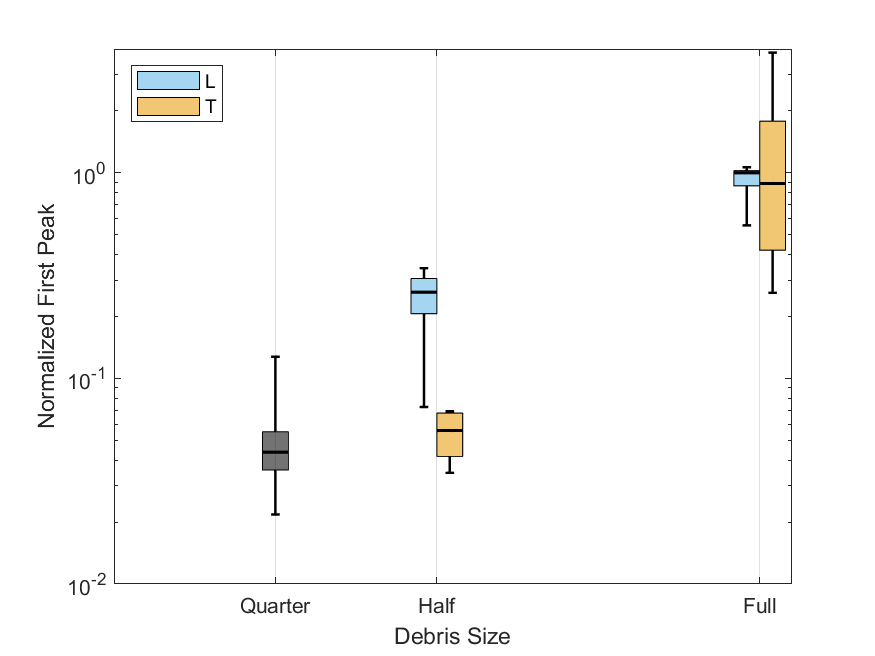 L
T
10^0
10^-1
10^-2
Normalized First Peak
Quarter Half Full
Debris Size